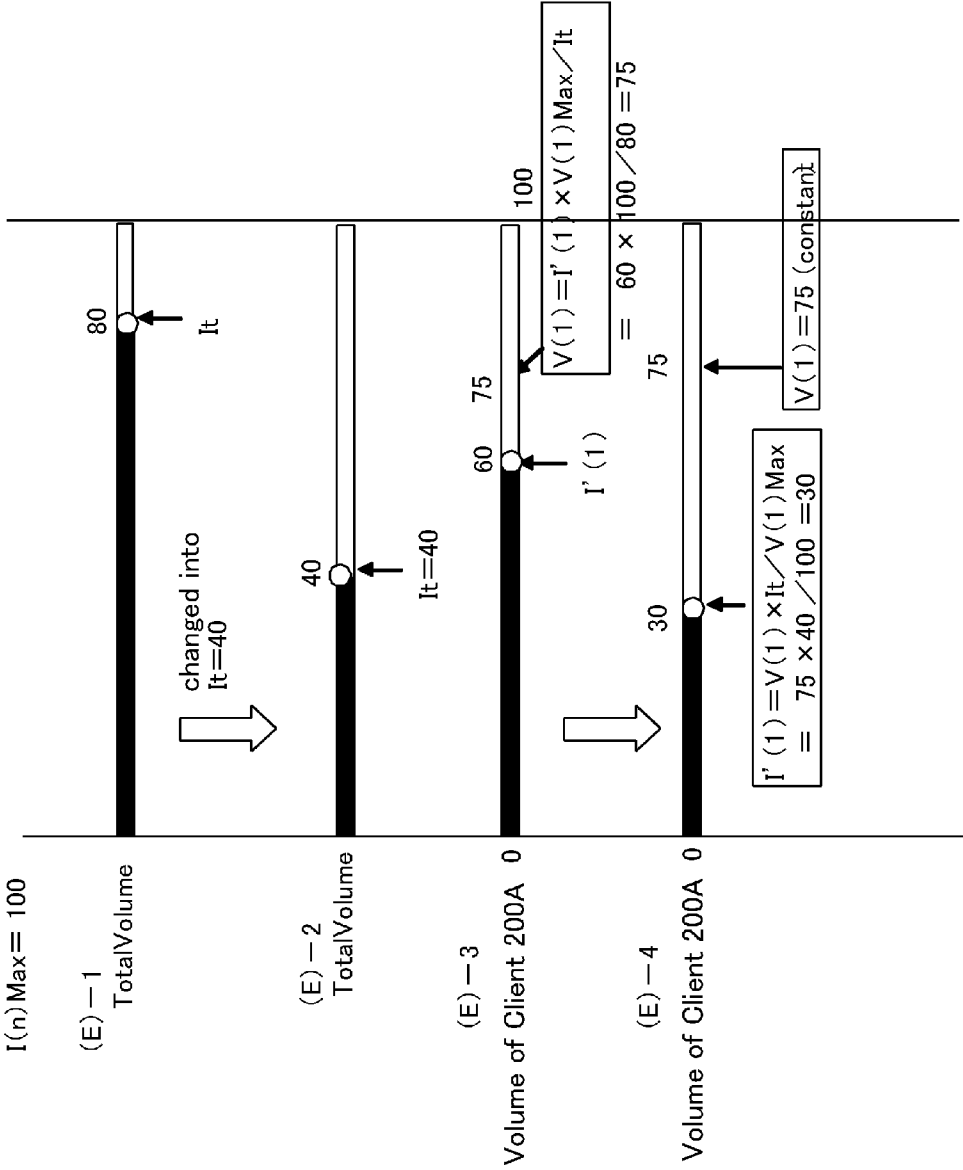 I(n)Max= 100
(E)-1
TotalVolume
80
It
changed into
It=40
(E)-2
TotalVolume
40
It=40
(E)-3
Volume of Client 200A 0
60
75
100
I'(1)
V(1)=I'(1)×V(1)Max/It
= 60×100/80=75
(E)-4
Volume of Client 200A 0
30
75
I'(1)=V(1)×It/V(1)Max
= 75×40/100=30
V(1)=75(constant)